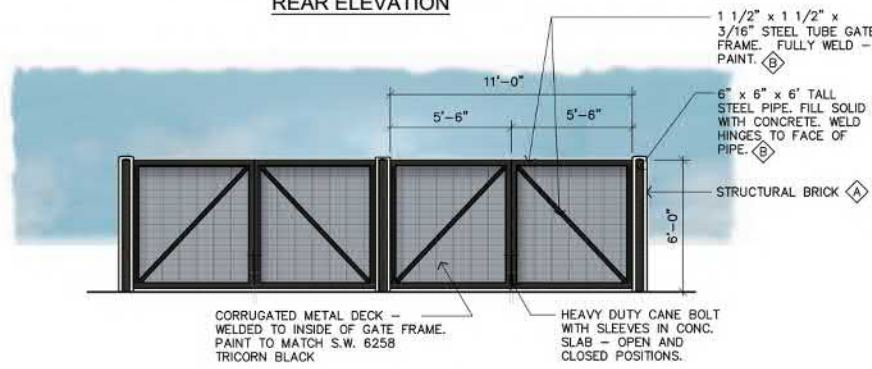 REAR ELEVATION
1 1/2" x 1 1/2" x
3/16" STEEL TUBE GATE
FRAME. FULLY WELD –
PAINT. B
11'-0"
5'-6"
5'-6"
6" x 6" x 6' TALL
STEEL PIPE. FILL SOLID
WITH CONCRETE. WELD
HINGES TO FACE OF
PIPE. B
STRUCTURAL BRICK A
6'-0"
CORRUGATED METAL DECK –
WELDED TO INSIDE OF GATE FRAME.
PAINT TO MATCH S.W. 6258
TRICORN BLACK
HEAVY DUTY CANE BOLT
WITH SLEEVES IN CONC.
SLAB – OPEN AND
CLOSED POSITIONS.